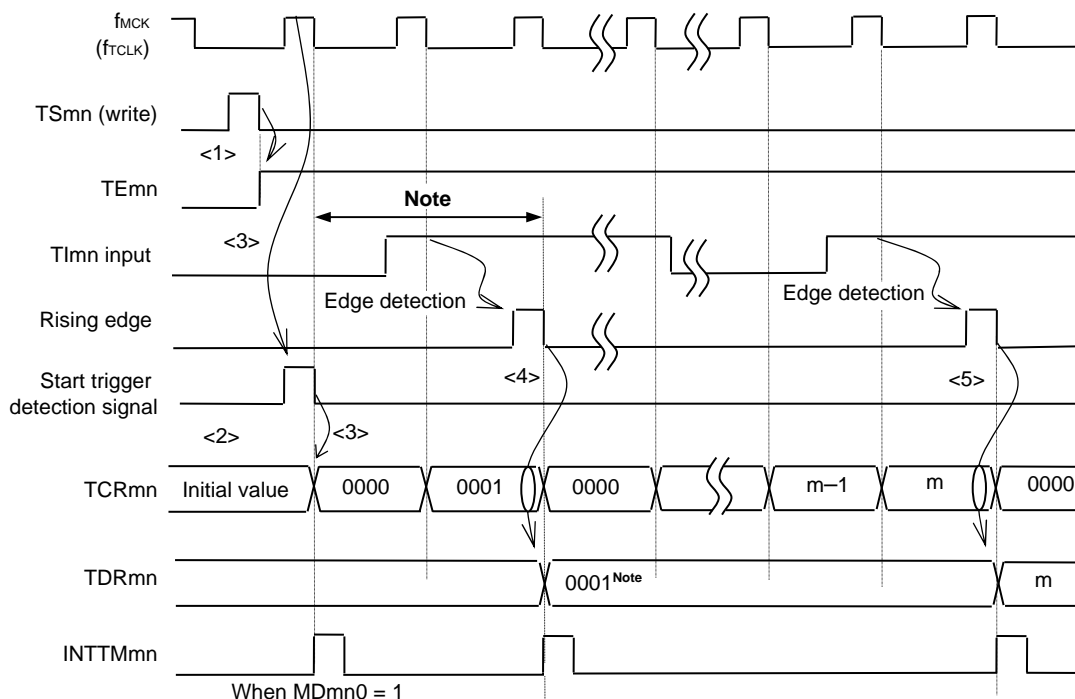 fMCK
(fTCLK)
TSmn (write)
<1>
TEmn
Note
<3>
TImn input
Edge detection
Edge detection
Rising edge
<4>
<5>
Start trigger
detection signal
<2>
<3>
TCRmn
Initial value
0000
0001
0000
m–1
m
0000
TDRmn
0001Note
m
INTTMmn
When MDmn0 = 1